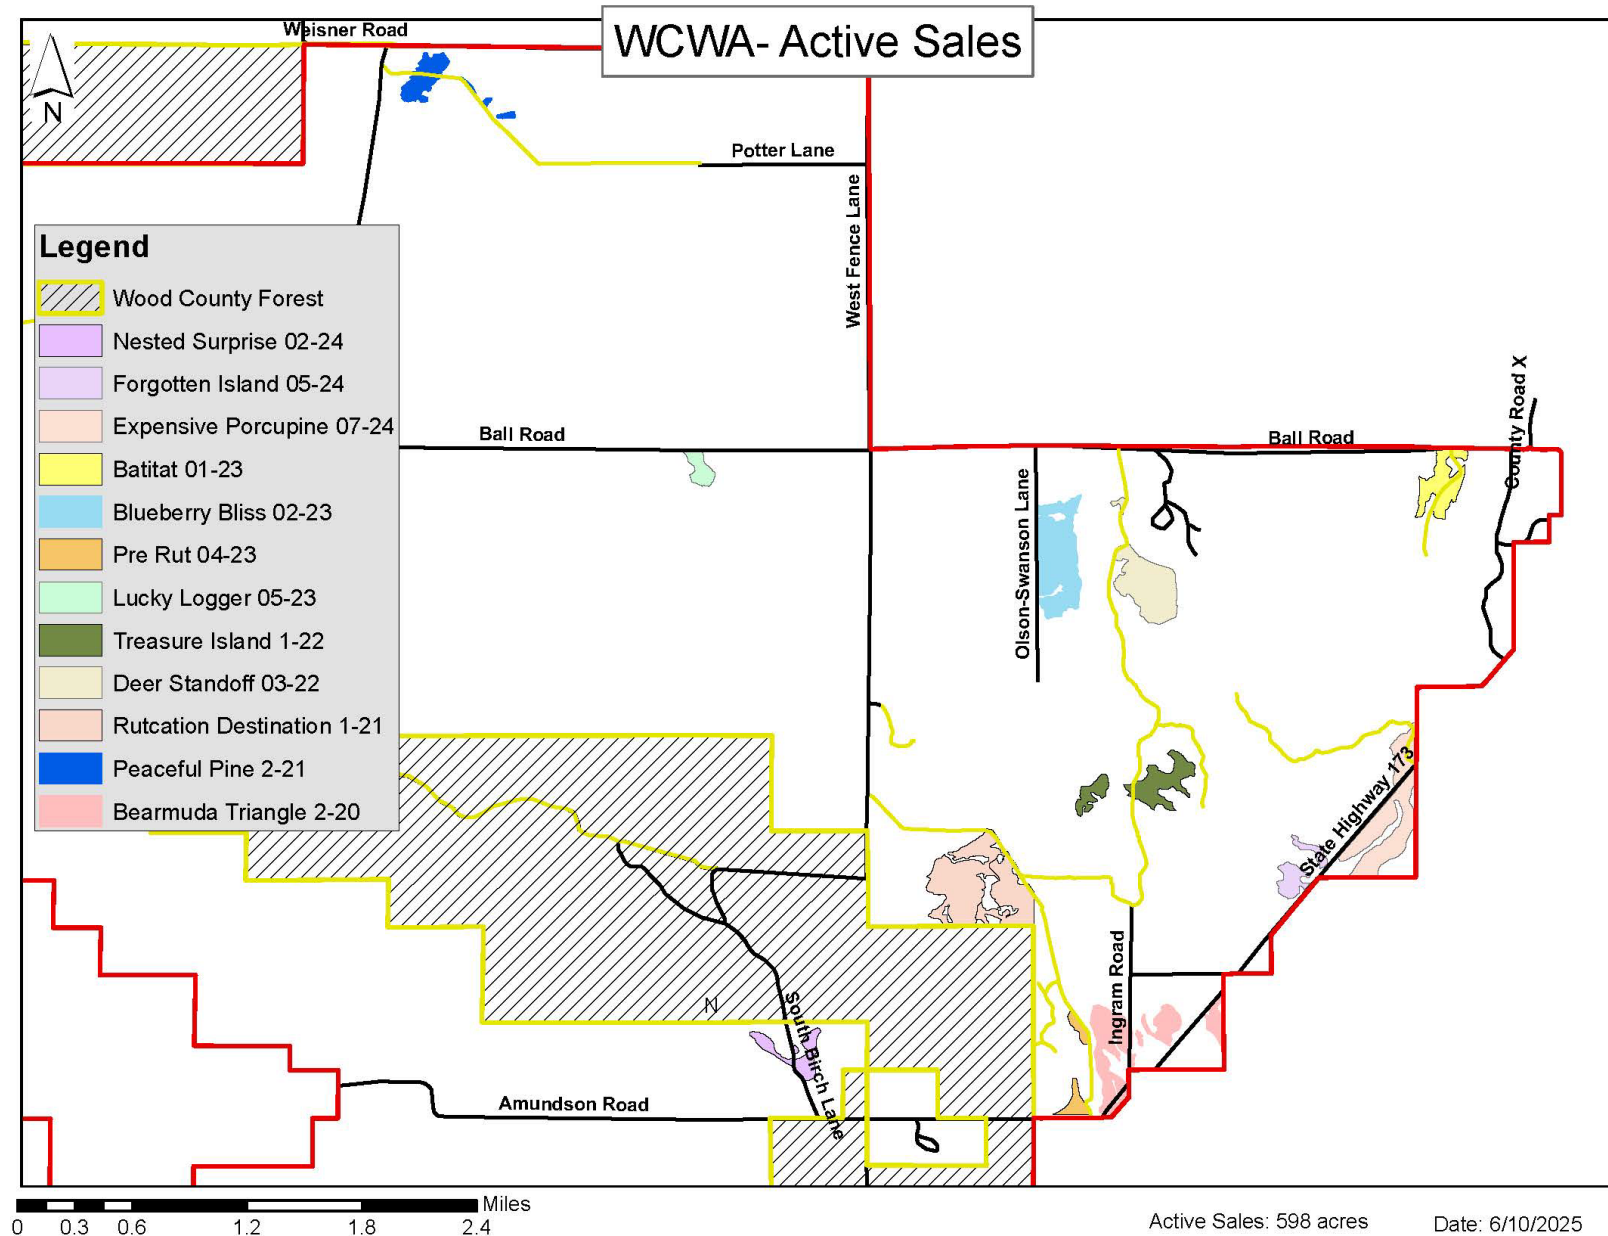 WCWA- Active Sales
Weisner Road
N
Potter Lane
West Fence Lane
Legend
Wood County Forest
Nested Surprise 02-24
Forgotten Island 05-24
Expensive Porcupine 07-24
Batitat 01-23
Blueberry Bliss 02-23
Pre Rut 04-23
Lucky Logger 05-23
Treasure Island 1-22
Deer Standoff 03-22
Rutcation Destination 1-21
Peaceful Pine 2-21
Bearmuda Triangle 2-20
Ball Road
Ball Road
County Road X
Olson-Swanson Lane
State Highway 173
Ingram Road
N
South Birch Lane
Amundson Road
Miles
0 0.3 0.6 1.2 1.8 2.4
Active Sales: 598 acres
Date: 6/10/2025